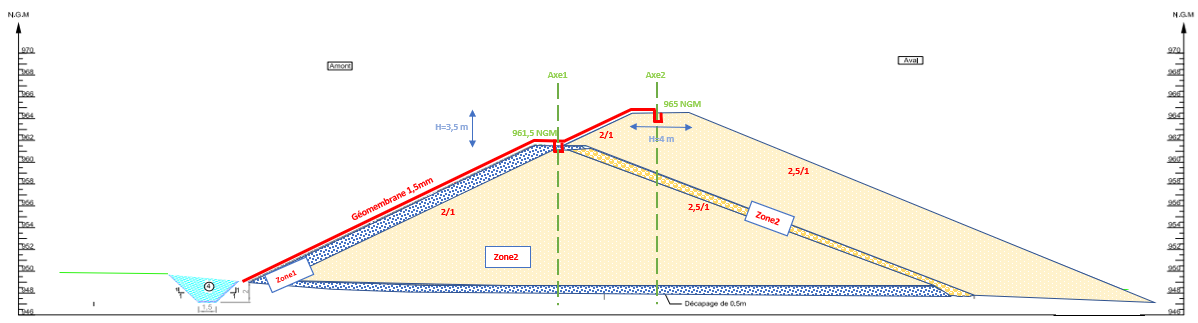 N.G.M
N.G.M
970
968
966
964
962
960
958
956
954
952
950
948
946
Amont
Aval
Axe1
Axe2
H=3,5 m
961,5 NGM
965 NGM
2/1
H=4 m
Géomembrane 1,5mm
2/1
2,5/1
2,5/1
Zone2
Zone2
Zone1
4
2
1.5
Décapage de 0,5m
970
968
966
964
962
960
958
956
954
952
950
948
946